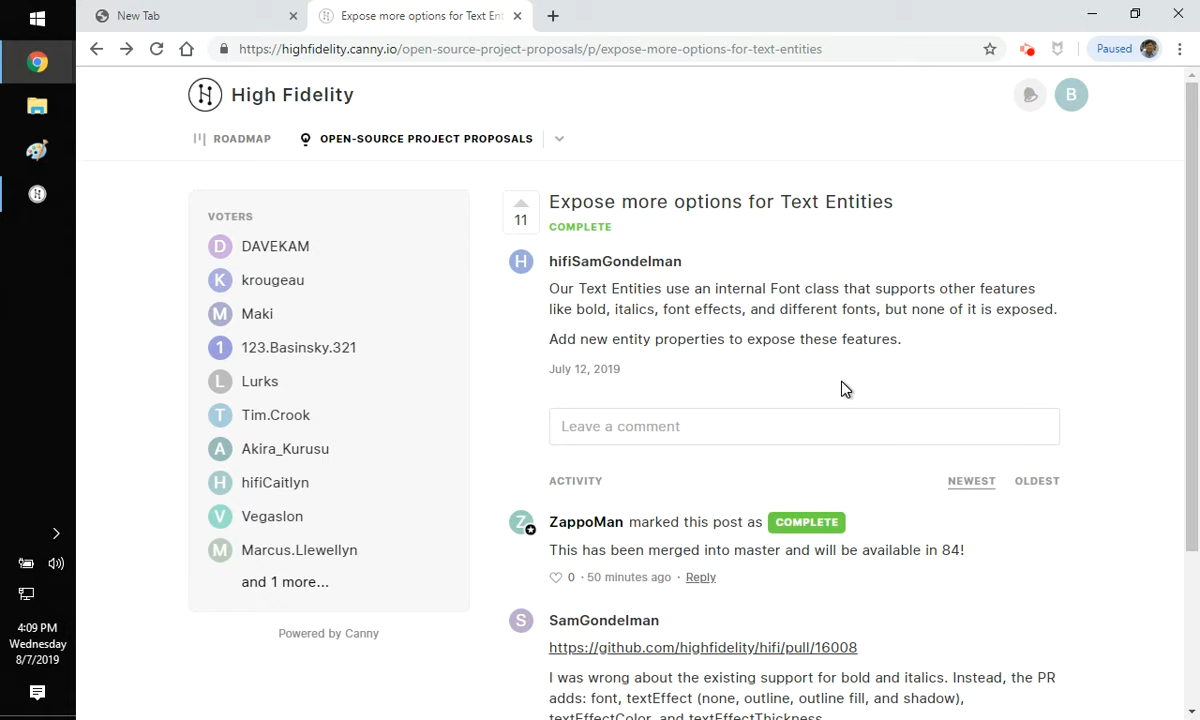 New Tab
Expose more options for Text Ent
https://highfidelity.canny.io/open-source-project-proposals/p/expose-more-options-for-text-entities
Paused
High Fidelity
B
ROADMAP
OPEN-SOURCE PROJECT PROPOSALS
VOTERS
D DAVEKAM
K krougeau
M Maki
1 123.Basinsky.321
L Lurks
T Tim.Crook
A Akira_Kurusu
H hifiCaitlyn
V Vegaslon
M Marcus.Llewellyn
and 1 more...
Powered by Canny
11
Expose more options for Text Entities
COMPLETE
H hifiSamGondelman
Our Text Entities use an internal Font class that supports other features
like bold, italics, font effects, and different fonts, but none of it is exposed.
Add new entity properties to expose these features.
July 12, 2019
Leave a comment
ACTIVITY
NEWEST OLDEST
Z ZappoMan marked this post as COMPLETE
This has been merged into master and will be available in 84!
0 · 50 minutes ago · Reply
S SamGondelman
https://github.com/highfidelity/hifi/pull/16008
I was wrong about the existing support for bold and italics. Instead, the PR
adds: font, textEffect (none, outline, outline fill, and shadow),
textEffectColor, and textEffectThickness
4:09 PM
Wednesday
8/7/2019